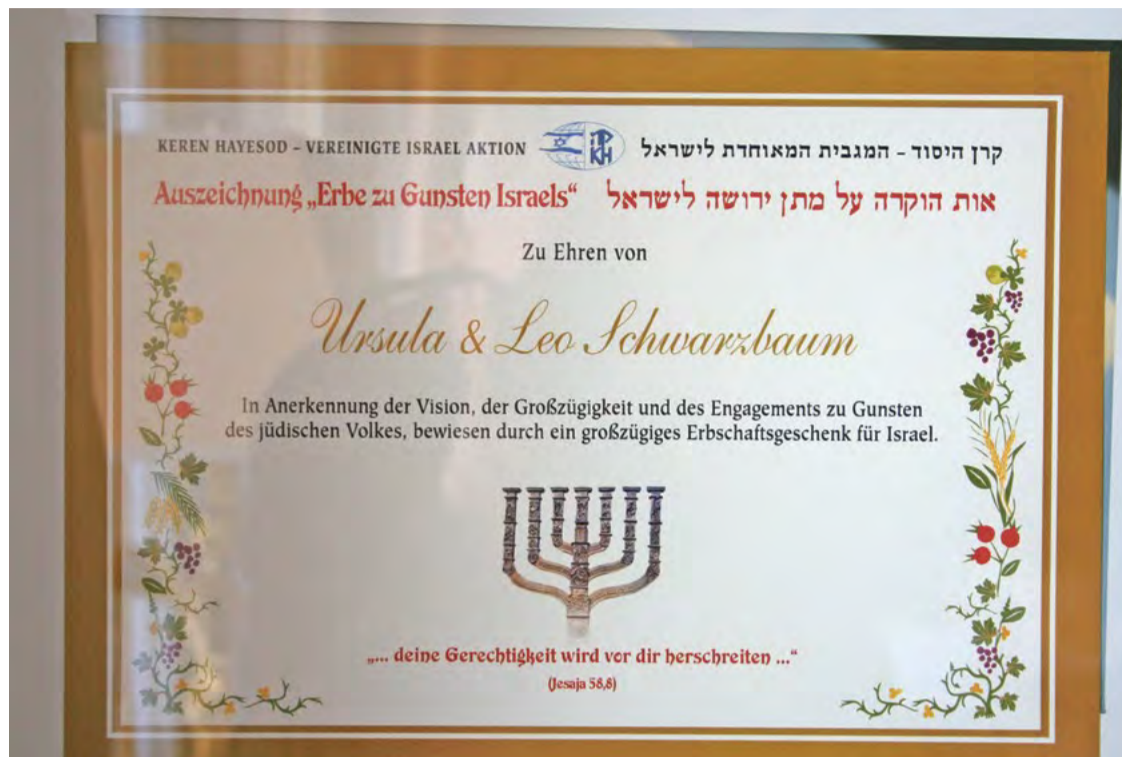 KEREN HAYESOD – VEREINIGTE ISRAEL AKTION קרן היסוד – המגבית המאוחדת לישראל
Auszeichnung „Erbe zu Gunsten Israels“ אות הוקרה על מתן ירושה לישראל
Zu Ehren von
Ursula & Leo Schwarzbaum
In Anerkennung der Vision, der Großzügigkeit und des Engagements zu Gunsten
des jüdischen Volkes, bewiesen durch ein großzügiges Erbschaftsgeschenk für Israel.
„... deine Gerechtigkeit wird vor dir herschreiten ...“
(Jesaja 58,8)